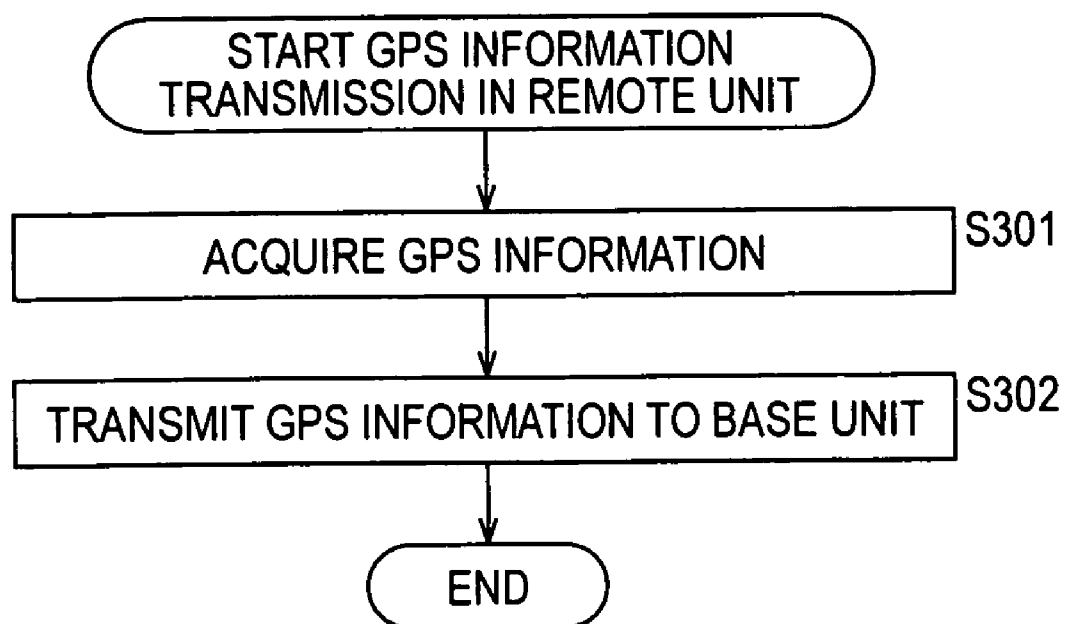 START GPS INFORMATION
TRANSMISSION IN REMOTE UNIT
S301
ACQUIRE GPS INFORMATION
S302
TRANSMIT GPS INFORMATION TO BASE UNIT
END